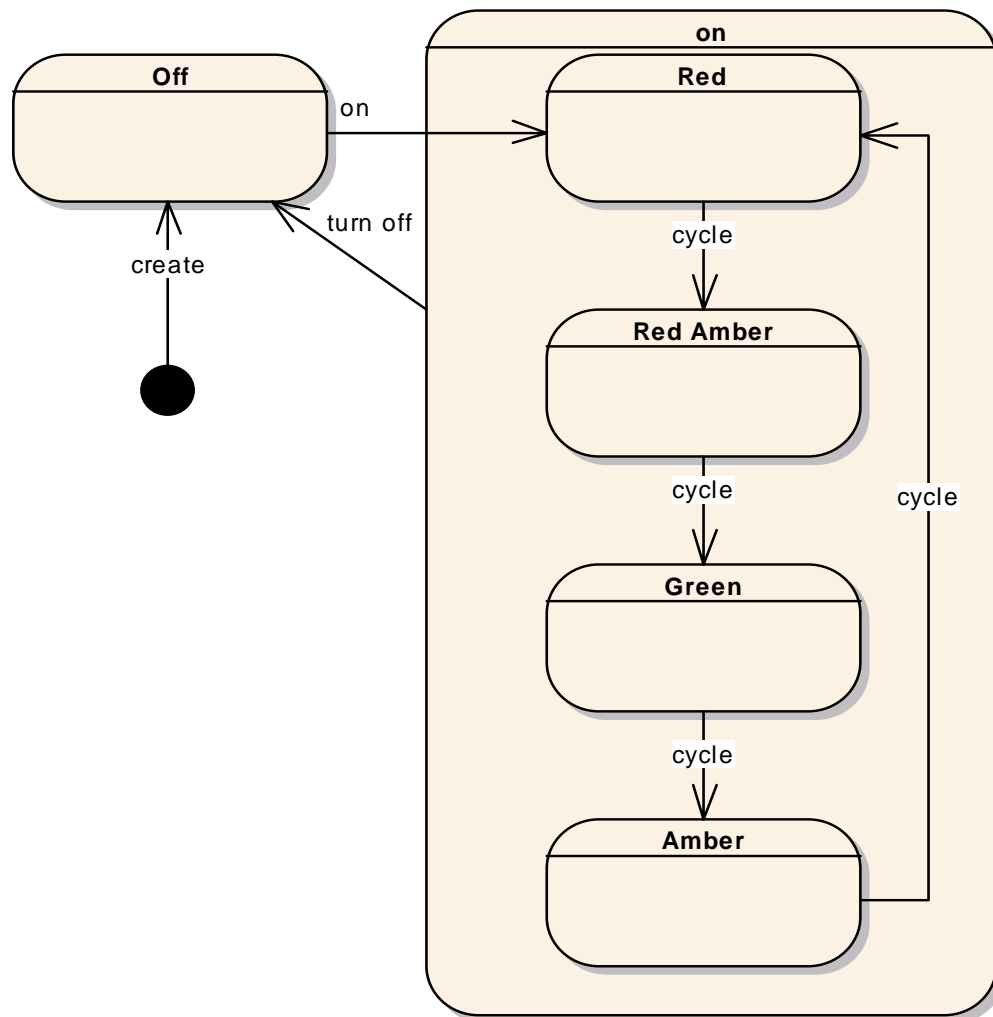 on
Off
Red
on
turn off
cycle
create
Red Amber
cycle
cycle
Green
cycle
Amber